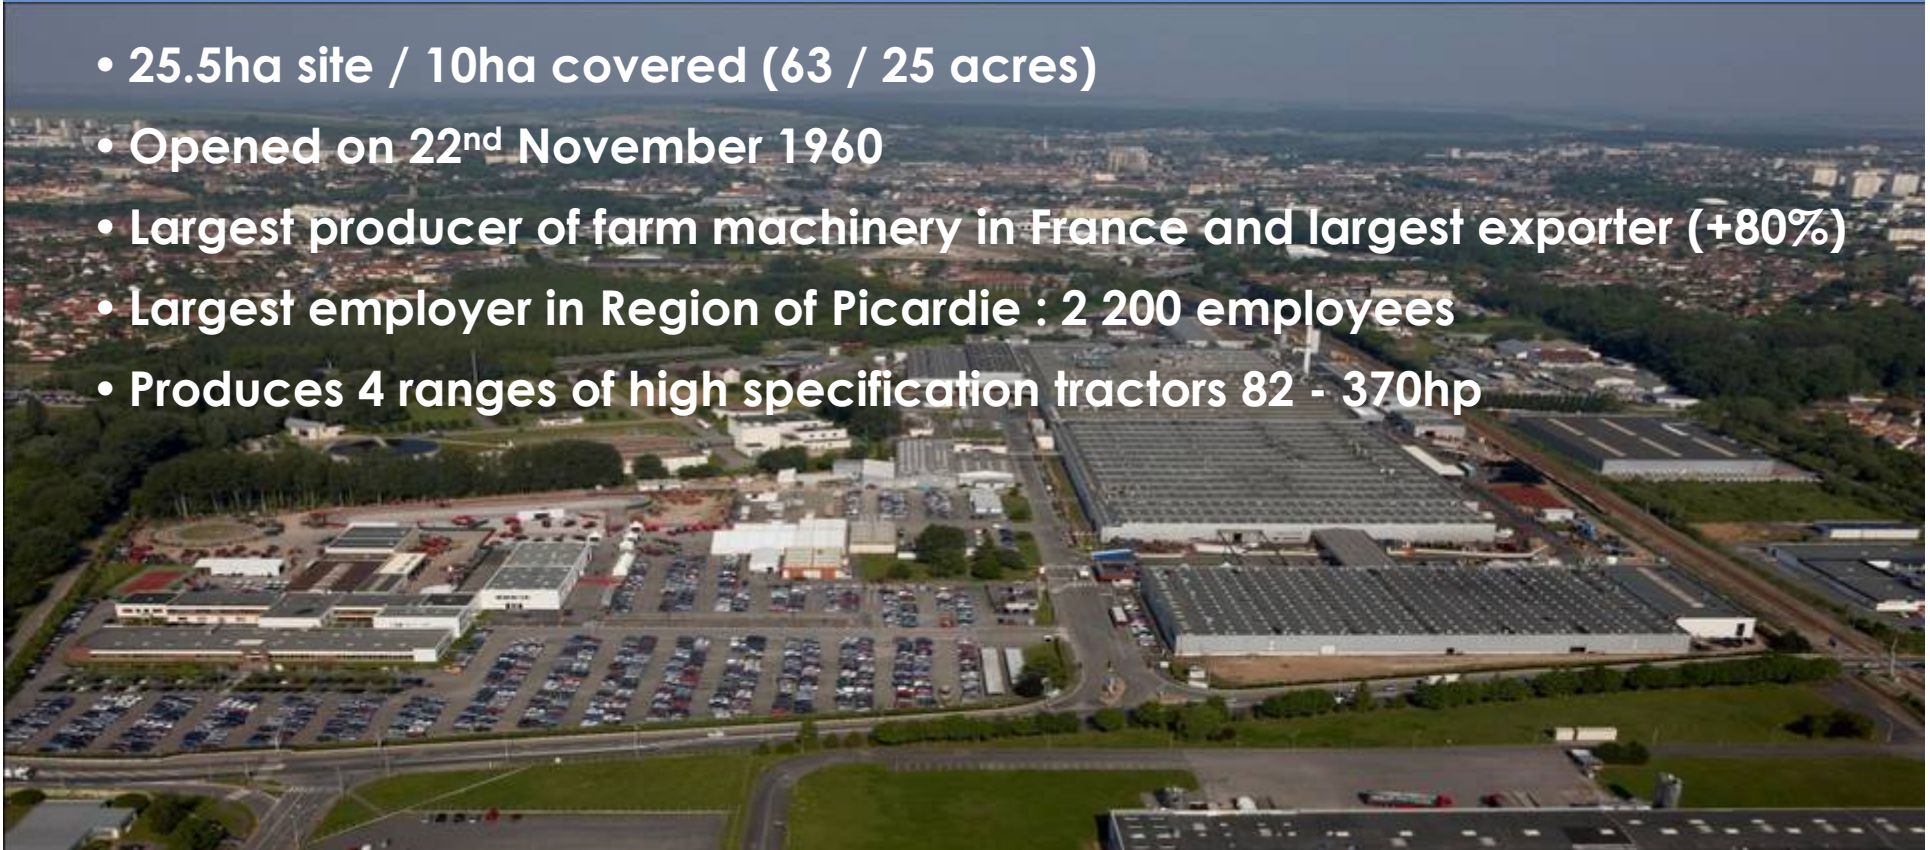 • 25.5ha site / 10ha covered (63 / 25 acres)
• Opened on 22nd November 1960
• Largest producer of farm machinery in France and largest exporter (+80%)
• Largest employer in Region of Picardie : 2 200 employees
• Produces 4 ranges of high specification tractors 82 - 370hp